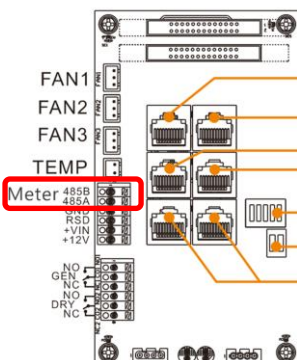 FAN1
FAN2
FAN3
TEMP
Meter 485B
485A
GND
RSD
+VIN
+12V
NO
GEN
NC
NO
DRY
NC